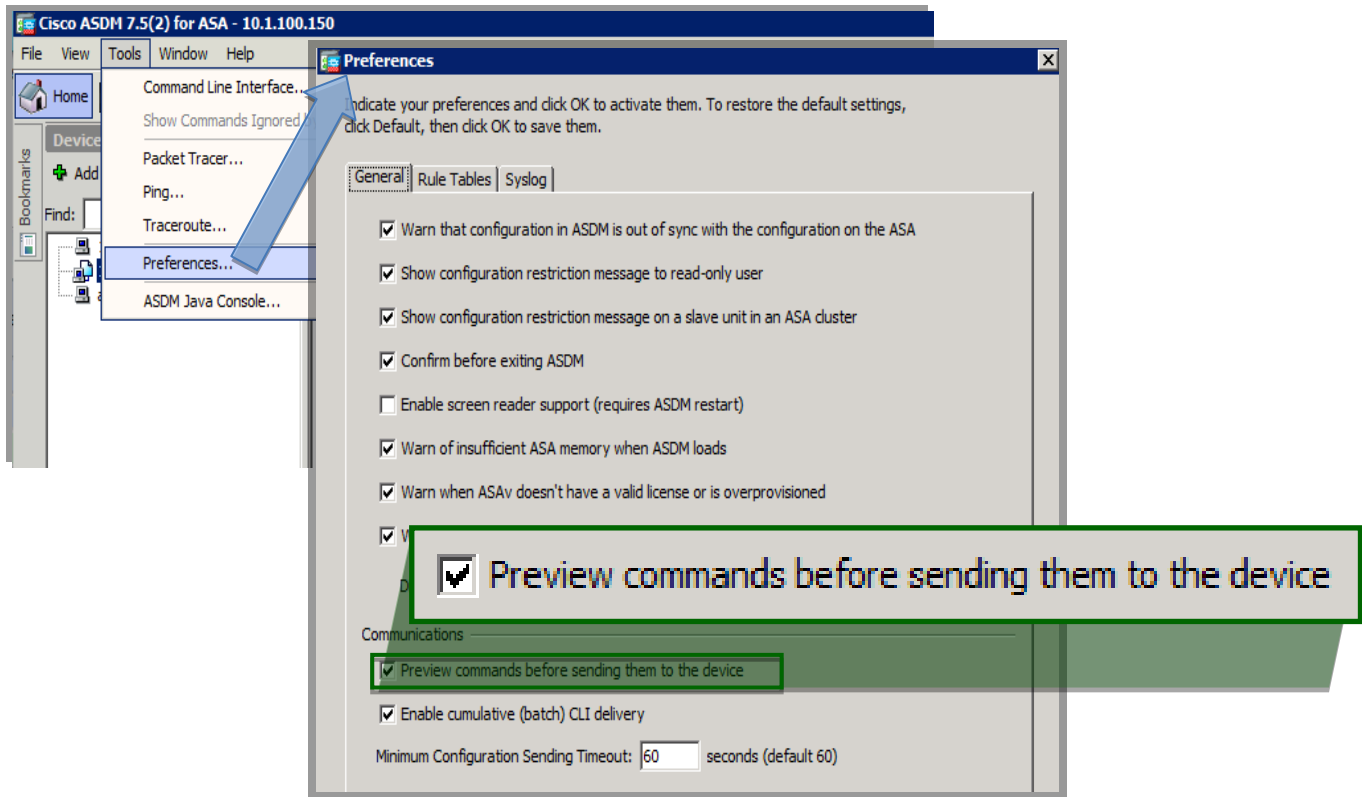 Cisco ASDM 7.5(2) for ASA - 10.1.100.150
File View Tools Window Help
Home
Bookmarks
Device
Add
Find:
Command Line Interface...
Show Commands Ignored
Packet Tracer...
Ping...
Traceroute...
Preferences...
ASDM Java Console...
Preferences
Indicate your preferences and click OK to activate them. To restore the default settings,
click Default, then click OK to save them.
General Rule Tables Syslog
Warn that configuration in ASDM is out of sync with the configuration on the ASA
Show configuration restriction message to read-only user
Show configuration restriction message on a slave unit in an ASA cluster
Confirm before exiting ASDM
Enable screen reader support (requires ASDM restart)
Warn of insufficient ASA memory when ASDM loads
Warn when ASAv doesn't have a valid license or is overprovisioned
Preview commands before sending them to the device
Communications
Preview commands before sending them to the device
Enable cumulative (batch) CLI delivery
Minimum Configuration Sending Timeout: 60 seconds (default 60)